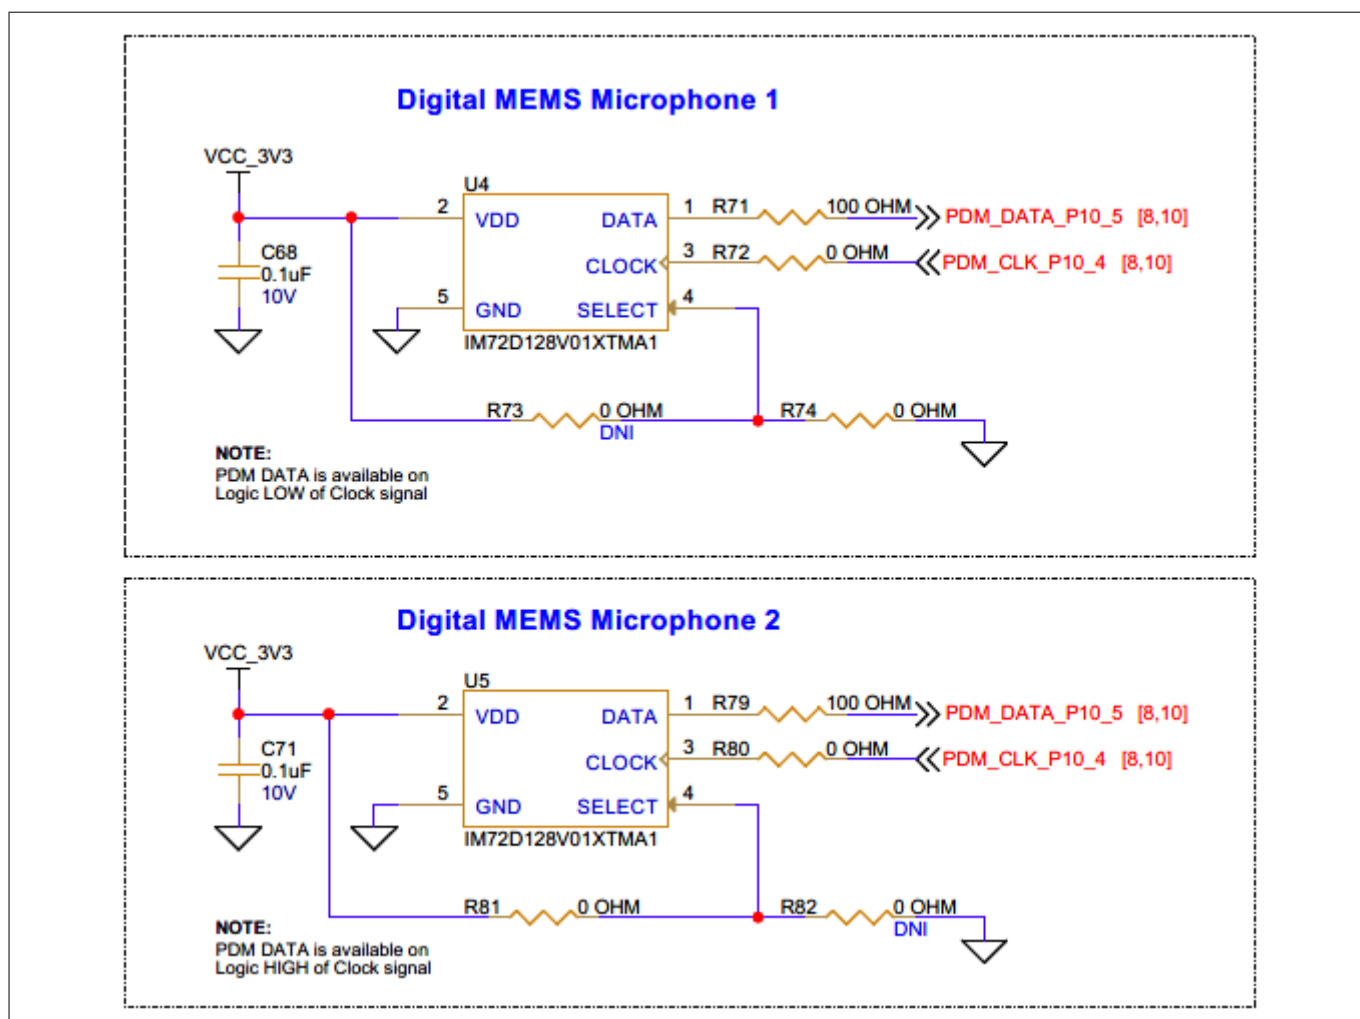 Digital MEMS Microphone 1
VCC_3V3
U4
2 VDD DATA 1 R71 100 OHM PDM_DATA_P10_5 [8,10]
C68
0.1uF
10V
CLOCK 3 R72 0 OHM PDM_CLK_P10_4 [8,10]
5 GND SELECT 4
IM72D128V01XTMA1
R73 0 OHM R74 0 OHM
DNI
NOTE:
PDM DATA is available on
Logic LOW of Clock signal
Digital MEMS Microphone 2
VCC_3V3
U5
2 VDD DATA 1 R79 100 OHM PDM_DATA_P10_5 [8,10]
C71
0.1uF
10V
CLOCK 3 R80 0 OHM PDM_CLK_P10_4 [8,10]
5 GND SELECT 4
IM72D128V01XTMA1
R81 0 OHM R82 0 OHM
DNI
NOTE:
PDM DATA is available on
Logic HIGH of Clock signal